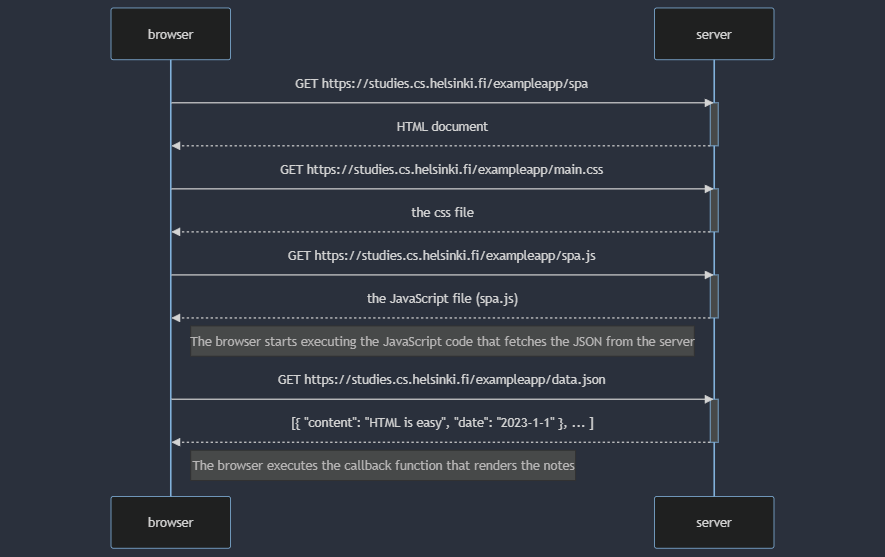 browser server
GET https://studies.cs.helsinki.fi/exampleapp/spa
HTML document
GET https://studies.cs.helsinki.fi/exampleapp/main.css
the css file
GET https://studies.cs.helsinki.fi/exampleapp/spa.js
the JavaScript file (spa.js)
The browser starts executing the JavaScript code that fetches the JSON from the server
GET https://studies.cs.helsinki.fi/exampleapp/data.json
[{ "content": "HTML is easy", "date": "2023-1-1" }, ... ]
The browser executes the callback function that renders the notes
browser server